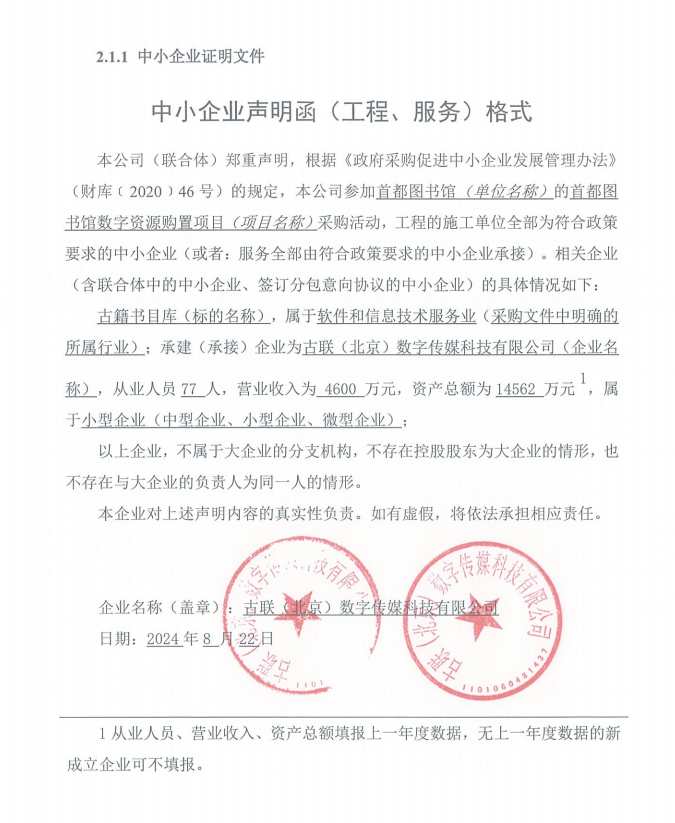 2.1.1 中小企业证明文件
中小企业声明函（工程、服务）格式
本公司（联合体）郑重声明，根据《政府采购促进中小企业发展管理办法》
（财库﹝2020﹞46 号）的规定，本公司参加首都图书馆（单位名称）的首都图
书馆数字资源购置项目（项目名称）采购活动，工程的施工单位全部为符合政策
要求的中小企业（或者：服务全部由符合政策要求的中小企业承接）。相关企业
（含联合体中的中小企业、签订分包意向协议的中小企业）的具体情况如下：
古籍书目库（标的名称），属于软件和信息技术服务业（采购文件中明确的
所属行业）；承建（承接）企业为古联（北京）数字传媒科技有限公司（企业名
称），从业人员 77 人，营业收入为 4600 万元，资产总额为 14562 万元 1，属
于小型企业（中型企业、小型企业、微型企业）；
以上企业，不属于大企业的分支机构，不存在控股股东为大企业的情形，也
不存在与大企业的负责人为同一人的情形。
本企业对上述声明内容的真实性负责。如有虚假，将依法承担相应责任。
企业名称（盖章）：古联（北京）数字传媒科技有限公司
日期：2024 年 8 月 22 日
古联（北京）数字传媒科技有限公司
1101060481437
1 从业人员、营业收入、资产总额填报上一年度数据，无上一年度数据的新
成立企业可不填报。